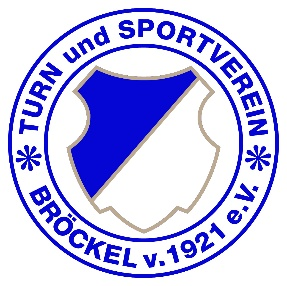 TURN und SPORTVEREIN
BRÖCKEL v. 1921 e.V.